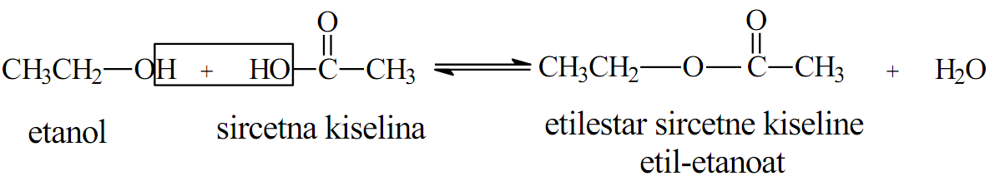 O O
CH₃CH₂—OH + HO—C—CH₃ ⇌ CH₃CH₂—O—C—CH₃ + H₂O
etanol sircetna kiselina etilestar sircetne kiseline
etil-etanoat